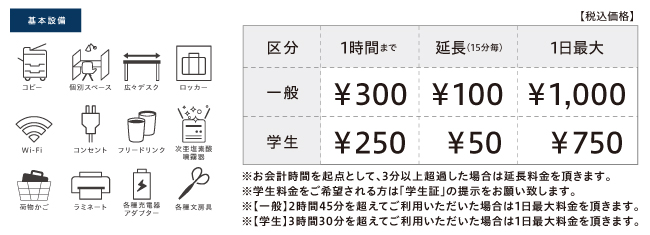 基本設備
コピー 個別スペース 広々デスク ロッカー
Wi-Fi コンセント フリードリンク 次亜塩素酸
噴霧器
荷物かご ラミネート 各種充電器
アダプター 各種文房具
【税込価格】
区分 1時間まで 延長(15分毎) 1日最大
一般 ¥300 ¥100 ¥1,000
学生 ¥250 ¥50 ¥750
※お会計時間を起点として、3分以上超過した場合は延長料金を頂きます。
※学生料金をご希望される方は「学生証」の提示をお願い致します。
※【一般】2時間45分を超えてご利用いただいた場合は1日最大料金を頂きます。
※【学生】3時間30分を超えてご利用いただいた場合は1日最大料金を頂きます。